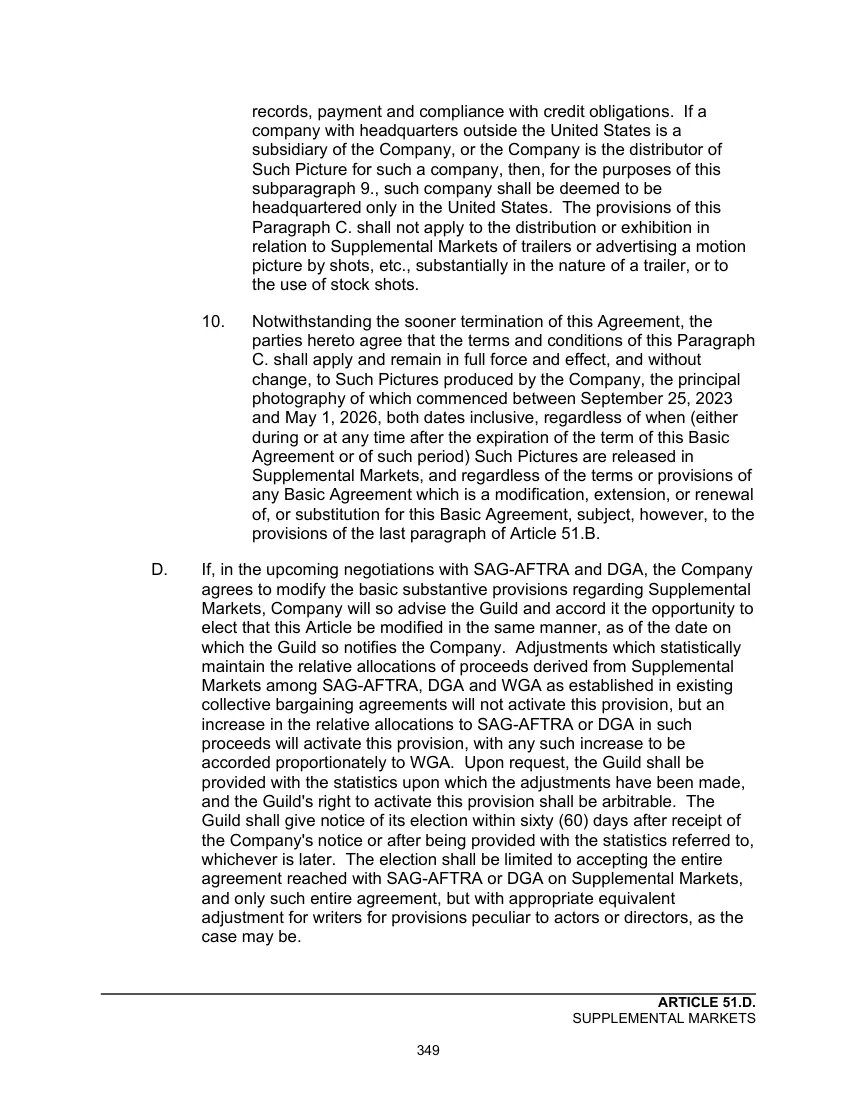 records, payment and compliance with credit obligations.  If a
company with headquarters outside the United States is a
subsidiary of the Company, or the Company is the distributor of
Such Picture for such a company, then, for the purposes of this
subparagraph 9., such company shall be deemed to be
headquartered only in the United States.  The provisions of this
Paragraph C. shall not apply to the distribution or exhibition in
relation to Supplemental Markets of trailers or advertising a motion
picture by shots, etc., substantially in the nature of a trailer, or to
the use of stock shots.
10. Notwithstanding the sooner termination of this Agreement, the
parties hereto agree that the terms and conditions of this Paragraph
C. shall apply and remain in full force and effect, and without
change, to Such Pictures produced by the Company, the principal
photography of which commenced between September 25, 2023
and May 1, 2026, both dates inclusive, regardless of when (either
during or at any time after the expiration of the term of this Basic
Agreement or of such period) Such Pictures are released in
Supplemental Markets, and regardless of the terms or provisions of
any Basic Agreement which is a modification, extension, or renewal
of, or substitution for this Basic Agreement, subject, however, to the
provisions of the last paragraph of Article 51.B.
D. If, in the upcoming negotiations with SAG-AFTRA and DGA, the Company
agrees to modify the basic substantive provisions regarding Supplemental
Markets, Company will so advise the Guild and accord it the opportunity to
elect that this Article be modified in the same manner, as of the date on
which the Guild so notifies the Company.  Adjustments which statistically
maintain the relative allocations of proceeds derived from Supplemental
Markets among SAG-AFTRA, DGA and WGA as established in existing
collective bargaining agreements will not activate this provision, but an
increase in the relative allocations to SAG-AFTRA or DGA in such
proceeds will activate this provision, with any such increase to be
accorded proportionately to WGA.  Upon request, the Guild shall be
provided with the statistics upon which the adjustments have been made,
and the Guild's right to activate this provision shall be arbitrable.  The
Guild shall give notice of its election within sixty (60) days after receipt of
the Company's notice or after being provided with the statistics referred to,
whichever is later.  The election shall be limited to accepting the entire
agreement reached with SAG-AFTRA or DGA on Supplemental Markets,
and only such entire agreement, but with appropriate equivalent
adjustment for writers for provisions peculiar to actors or directors, as the
case may be.
ARTICLE 51.D.
SUPPLEMENTAL MARKETS
349